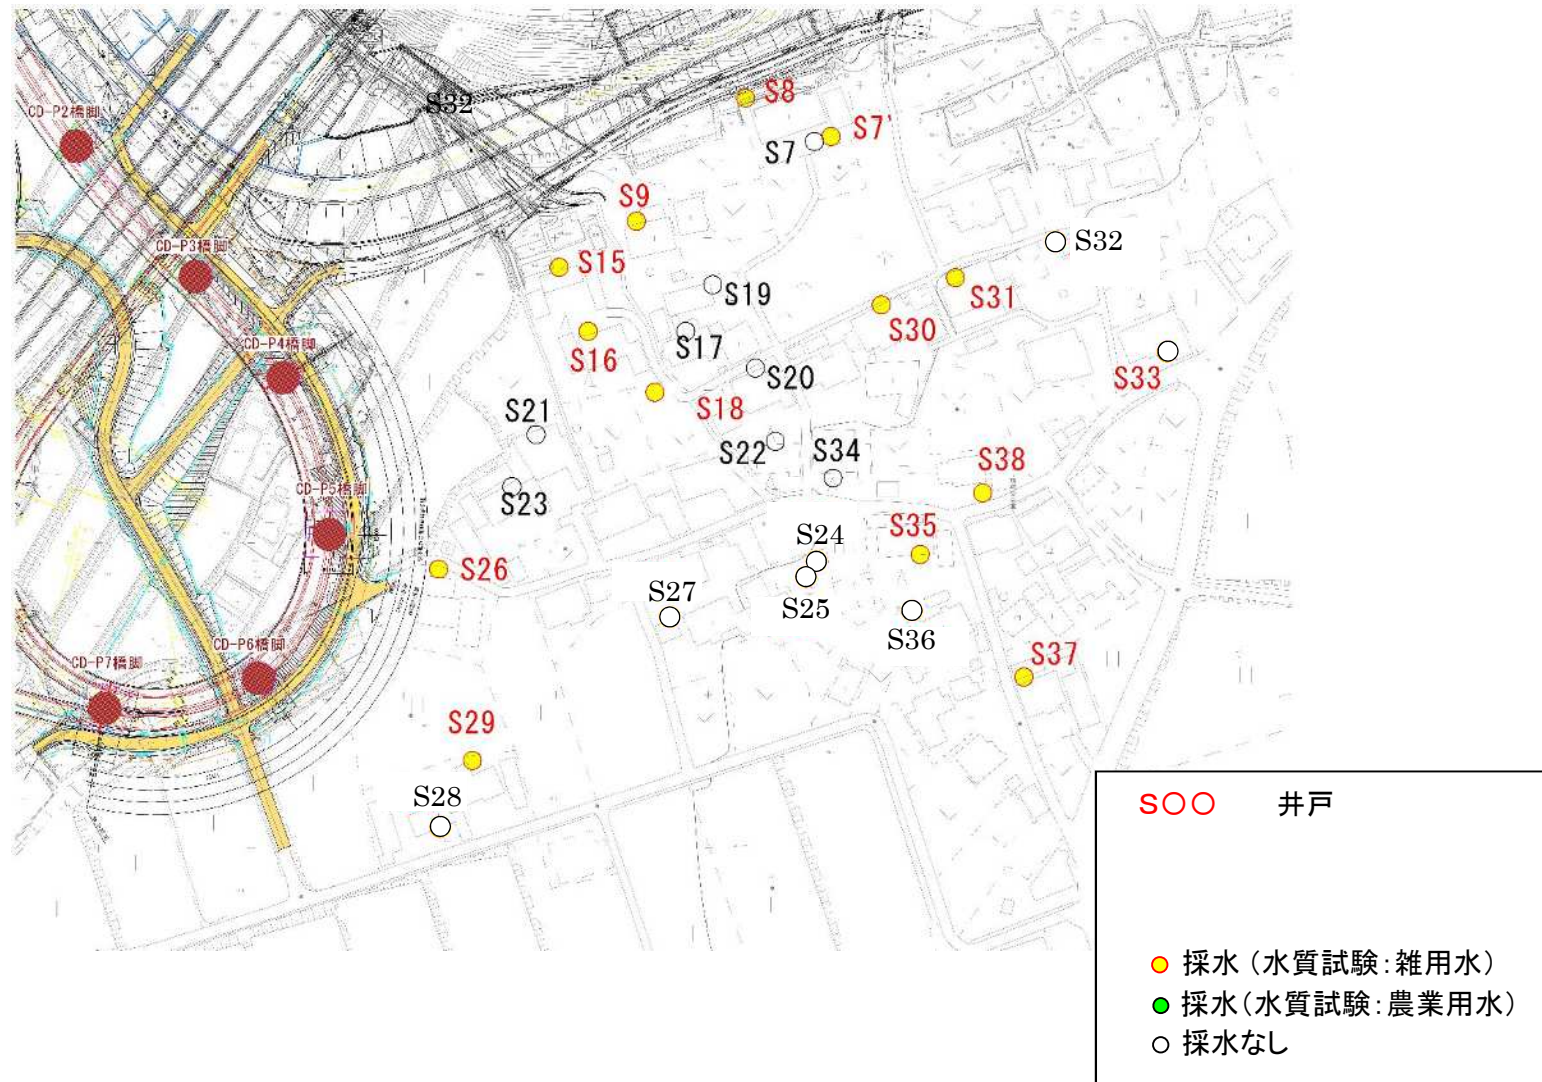 S32
S8
CD-P2橋脚
S7'
S7
S9
S32
CD-P3橋脚
S15
S19
S31
S30
S17
CD-P4橋脚
S16
S20
S33
S18
S21
S22
S34
S38
CD-P5橋脚
S23
S35
S24
S26
S27
S25
S36
CD-P6橋脚
S37
CD-P7橋脚
S29
S28
S○○ 井戸
採水（水質試験：雑用水）
採水（水質試験：農業用水）
採水なし